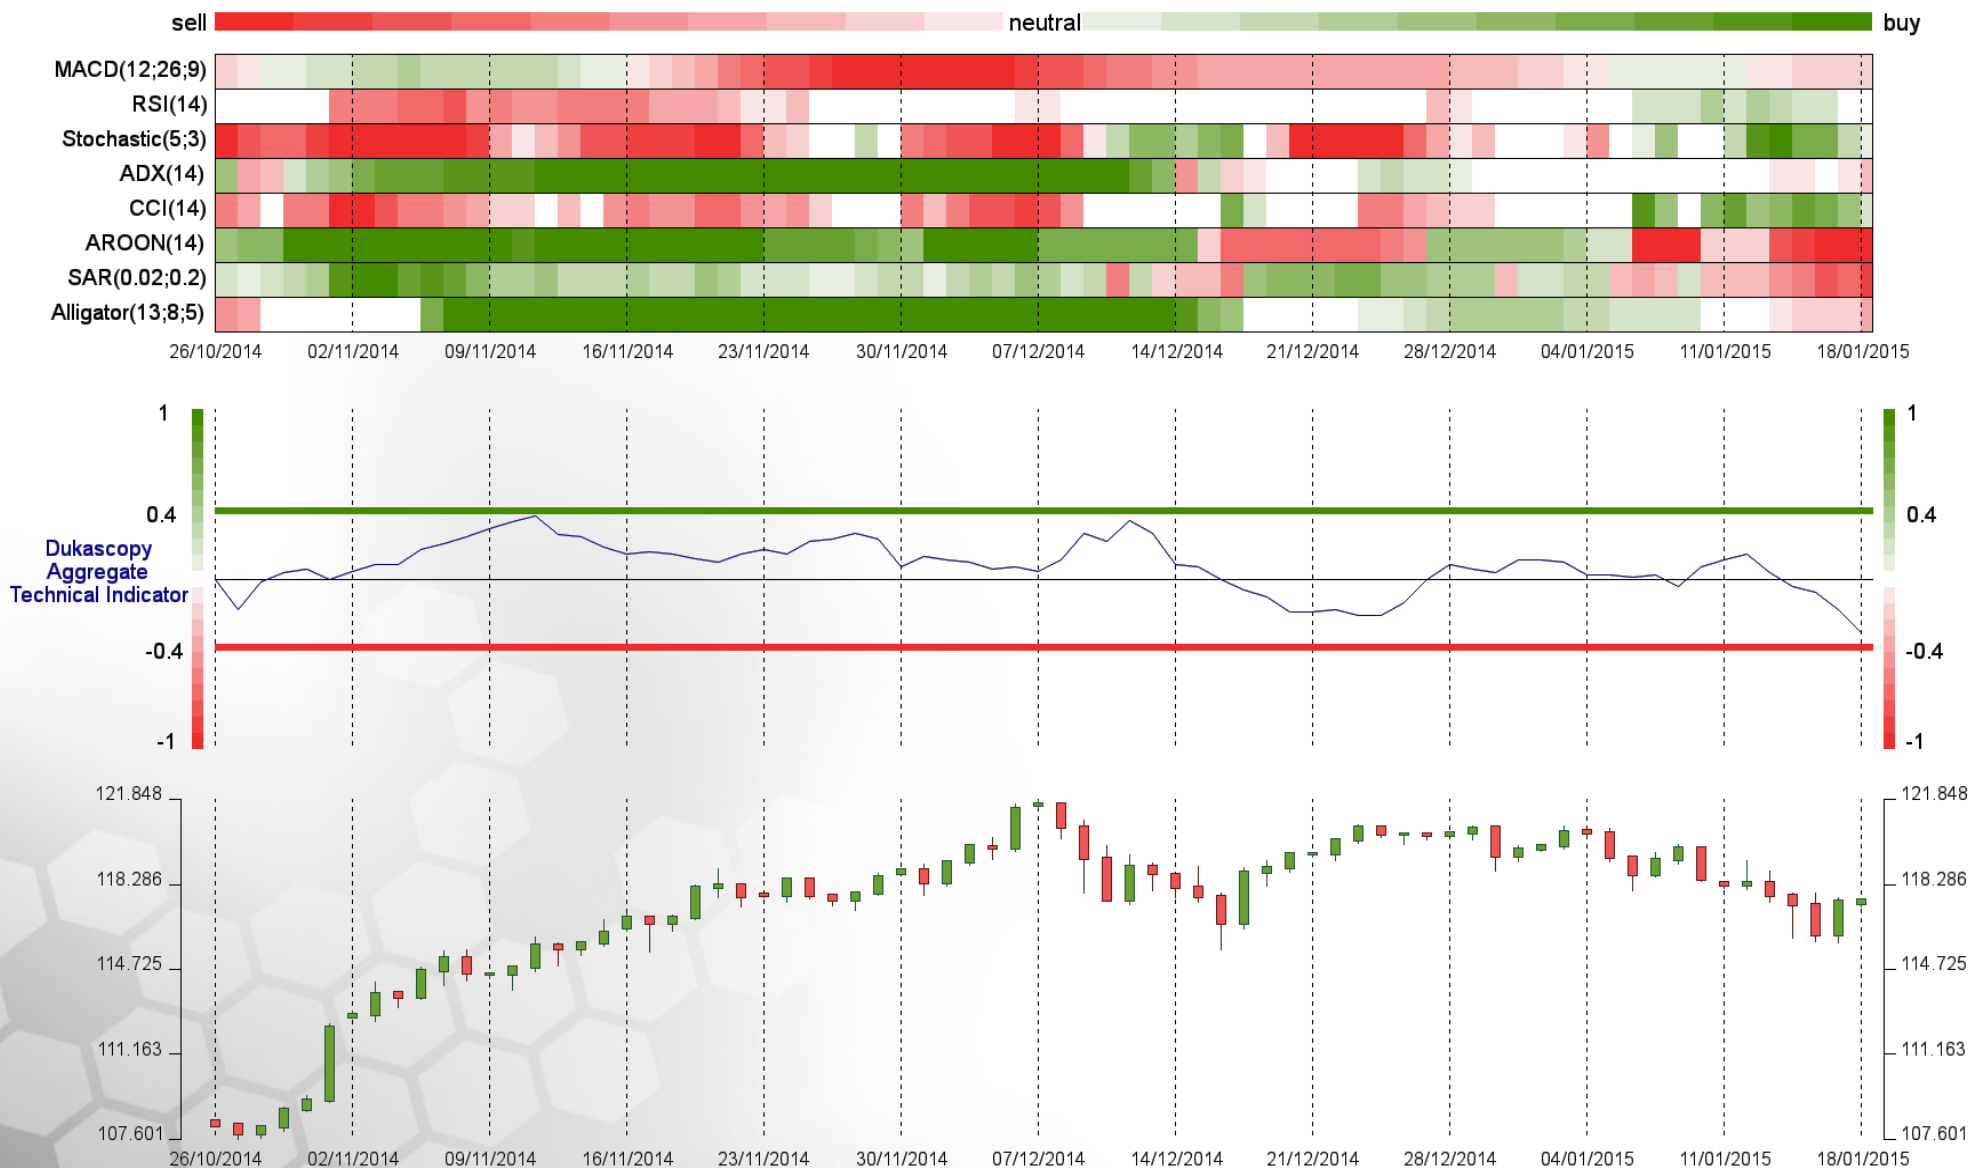 sell neutral buy
MACD(12;26;9)
RSI(14)
Stochastic(5;3)
ADX(14)
CCI(14)
AROON(14)
SAR(0.02;0.2)
Alligator(13;8;5)
26/10/2014 02/11/2014 09/11/2014 16/11/2014 23/11/2014 30/11/2014 07/12/2014 14/12/2014 21/12/2014 28/12/2014 04/01/2015 11/01/2015 18/01/2015
1 1
0.4 0.4
Dukascopy
Aggregate
Technical Indicator
-0.4 -0.4
-1 -1
121.848 121.848
118.286 118.286
114.725 114.725
111.163 111.163
107.601 107.601
26/10/2014 02/11/2014 09/11/2014 16/11/2014 23/11/2014 30/11/2014 07/12/2014 14/12/2014 21/12/2014 28/12/2014 04/01/2015 11/01/2015 18/01/2015